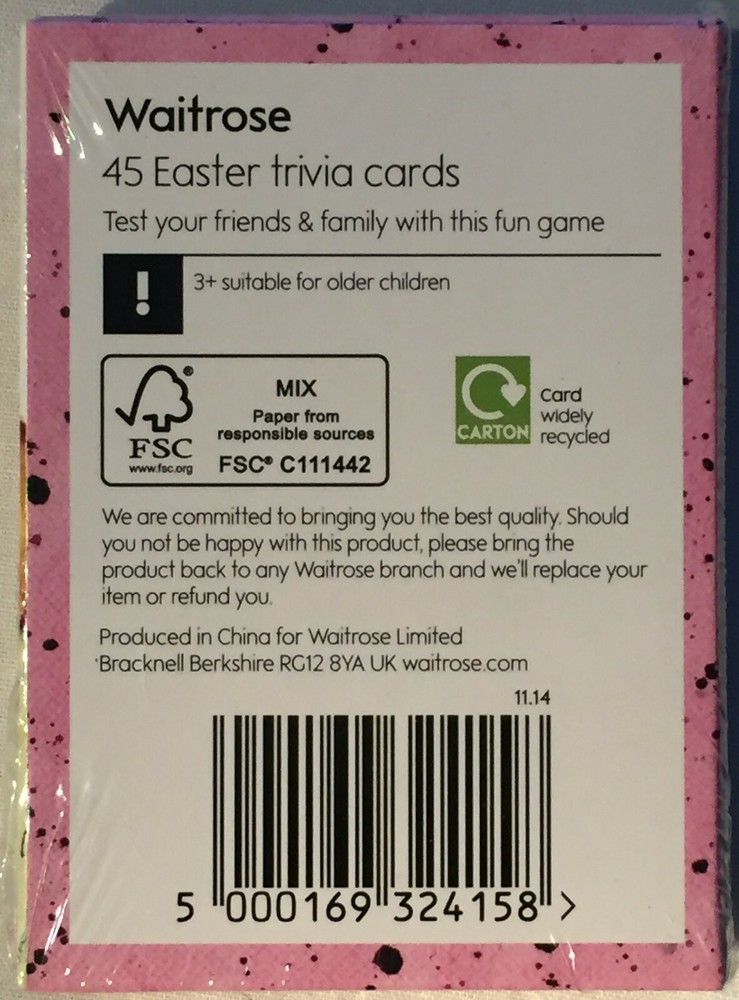 Waitrose
45 Easter trivia cards
Test your friends & family with this fun game
! 3+ suitable for older children
FSC®
www.fsc.org
MIX
Paper from
responsible sources
FSC® C111442
CARTON
Card
widely
recycled
We are committed to bringing you the best quality. Should
you not be happy with this product, please bring the
product back to any Waitrose branch and we'll replace your
item or refund you.
Produced in China for Waitrose Limited
Bracknell Berkshire RG12 8YA UK waitrose.com
11.14
5 000169 324158 >